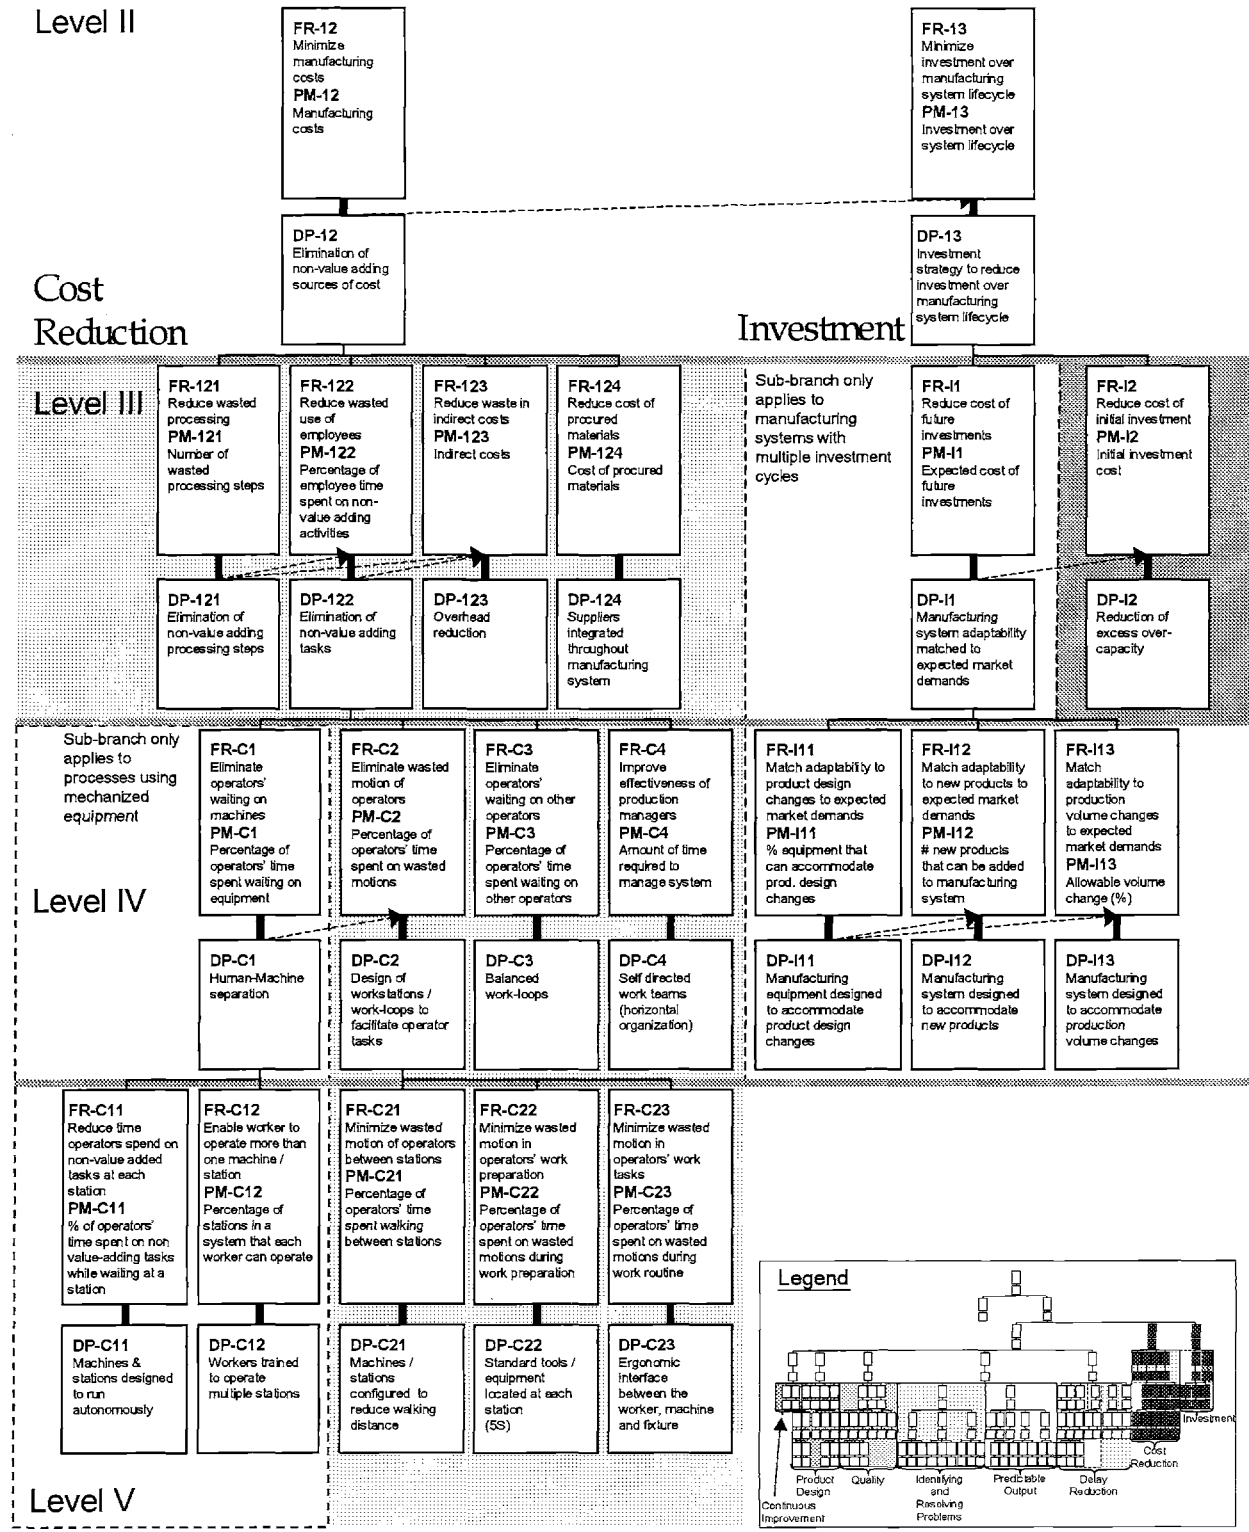 Level II
FR-12
Minimize
manufacturing
costs
PM-12
Manufacturing
costs
FR-13
Minimize
investment over
manufacturing
system lifecycle
PM-13
Investment over
system lifecycle
DP-12
Elimination of
non-value adding
sources of cost
DP-13
Investment
strategy to reduce
investment over
manufacturing
system lifecycle
Cost
Reduction
Investment
Level III
FR-121
Reduce wasted
processing
PM-121
Number of
wasted
processing steps
FR-122
Reduce wasted
use of
employees
PM-122
Percentage of
employee time
spent on non-
value adding
activities
FR-123
Reduce waste in
indirect costs
PM-123
Indirect costs
FR-124
Reduce cost of
procured
materials
PM-124
Cost of procured
materials
Sub-branch only
applies to
manufacturing
systems with
multiple investment
cycles
FR-I1
Reduce cost of
future
investments
PM-I1
Expected cost of
future
investments
FR-I2
Reduce cost of
initial investment
PM-I2
Initial investment
cost
DP-121
Elimination of
non-value adding
processing steps
DP-122
Elimination of
non-value adding
tasks
DP-123
Overhead
reduction
DP-124
Suppliers
integrated
throughout
manufacturing
system
DP-I1
Manufacturing
system adaptability
matched to
expected market
demands
DP-I2
Reduction of
excess over-
capacity
Sub-branch only
applies to
processes using
mechanized
equipment
Level IV
FR-C1
Eliminate
operators'
waiting on
machines
PM-C1
Percentage of
operators' time
spent waiting on
equipment
FR-C2
Eliminate wasted
motion of
operators
PM-C2
Percentage of
operators' time
spent on wasted
motions
FR-C3
Eliminate
operators'
waiting on other
operators
PM-C3
Percentage of
operators' time
spent waiting on
other operators
FR-C4
Improve
effectiveness of
production
managers
PM-C4
Amount of time
required to
manage system
FR-I11
Match adaptability to
product design
changes to expected
market demands
PM-I11
% equipment that
can accommodate
prod. design
changes
FR-I12
Match adaptability
to new products to
expected market
demands
PM-I12
# new products
that can be added
to manufacturing
system
FR-I13
Match
adaptability to
production
volume changes
to expected
market demands
PM-I13
Allowable volume
change (%)
DP-C1
Human-Machine
separation
DP-C2
Design of
workstations /
work-loops to
facilitate operator
tasks
DP-C3
Balanced
work-loops
DP-C4
Self directed
work teams
(horizontal
organization)
DP-I11
Manufacturing
equipment designed
to accommodate
product design
changes
DP-I12
Manufacturing
system designed
to accommodate
new products
DP-I13
Manufacturing
system designed
to accommodate
production
volume changes
FR-C11
Reduce time
operators spend on
non-value added
tasks at each
station
PM-C11
% of operators'
time spent on non
value-adding tasks
while waiting at a
station
FR-C12
Enable worker to
operate more than
one machine /
station
PM-C12
Percentage of
stations in a
system that each
worker can operate
FR-C21
Minimize wasted
motion of operators
between stations
PM-C21
Percentage of
operators' time
spent walking
between stations
FR-C22
Minimize wasted
motion in
operators' work
preparation
PM-C22
Percentage of
operators' time
spent on wasted
motions during
work preparation
FR-C23
Minimize wasted
motion in
operators' work
tasks
PM-C23
Percentage of
operators' time
spent on wasted
motions during
work routine
DP-C11
Machines &
stations designed to
run
autonomously
DP-C12
Workers trained
to operate
multiple stations
DP-C21
Machines /
stations
configured to
reduce walking
distance
DP-C22
Standard tools /
equipment
located at each
station
(5S)
DP-C23
Ergonomic
interface
between the
worker, machine
and fixture
Level V
Legend
Investment
Cost
Reduction
Product
Design
Quality
Identifying
and
Resolving
Problems
Predictable
Output
Delay
Reduction
Continuous
Improvement